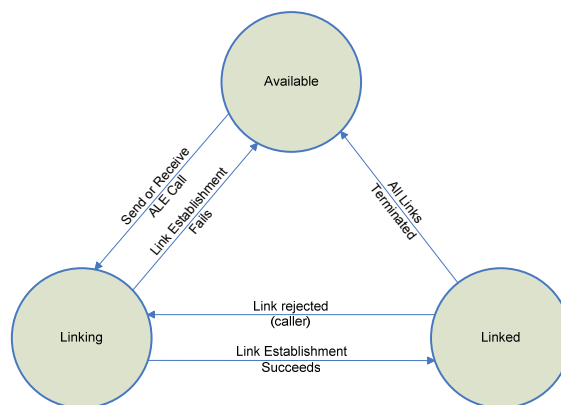 Available
Send or Receive
ALE Call
Link Establishment
Fails
All Links
Terminated
Link rejected
(caller)
Linking
Linked
Link Establishment
Succeeds